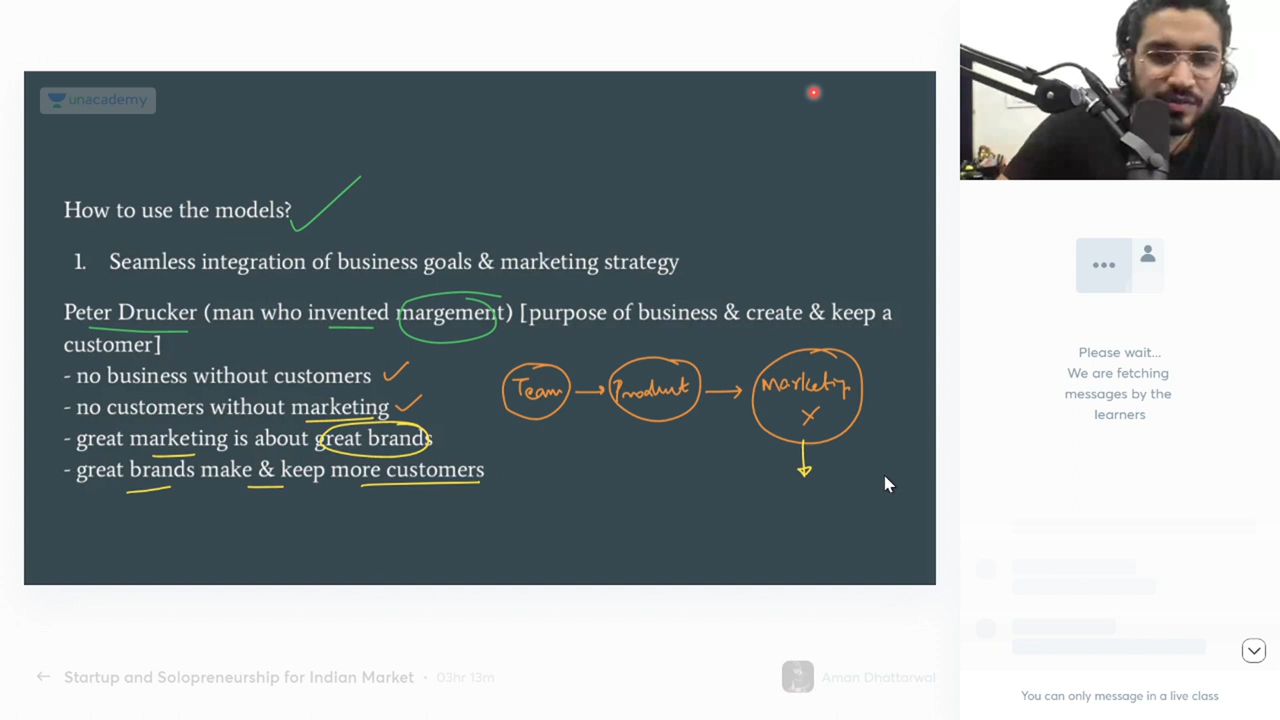 unacademy
How to use the models?
1. Seamless integration of business goals & marketing strategy
Peter Drucker (man who invented margement) [purpose of business & create & keep a
customer]
- no business without customers
- no customers without marketing
- great marketing is about great brands
- great brands make & keep more customers
Team → Product → Marketing
X
Please wait...
We are fetching
messages by the
learners
Startup and Solopreneurship for Indian Market • 03hr 13m
Aman Dhattarwal
You can only message in a live class